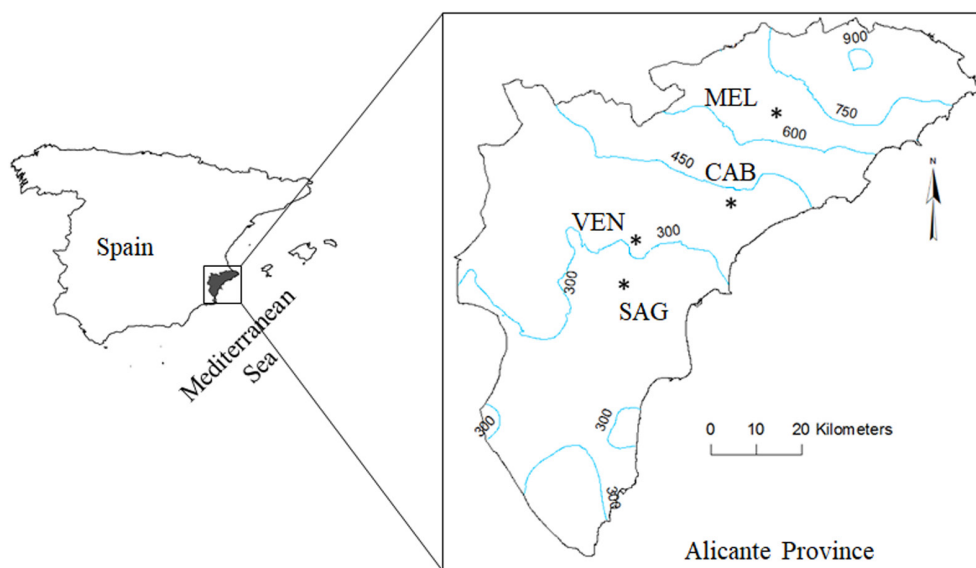 Spain
Mediterranean
Sea
900
MEL
750
600
450
CAB
VEN
300
300
SAG
300
300
300
N
0 10 20 Kilometers
Alicante Province